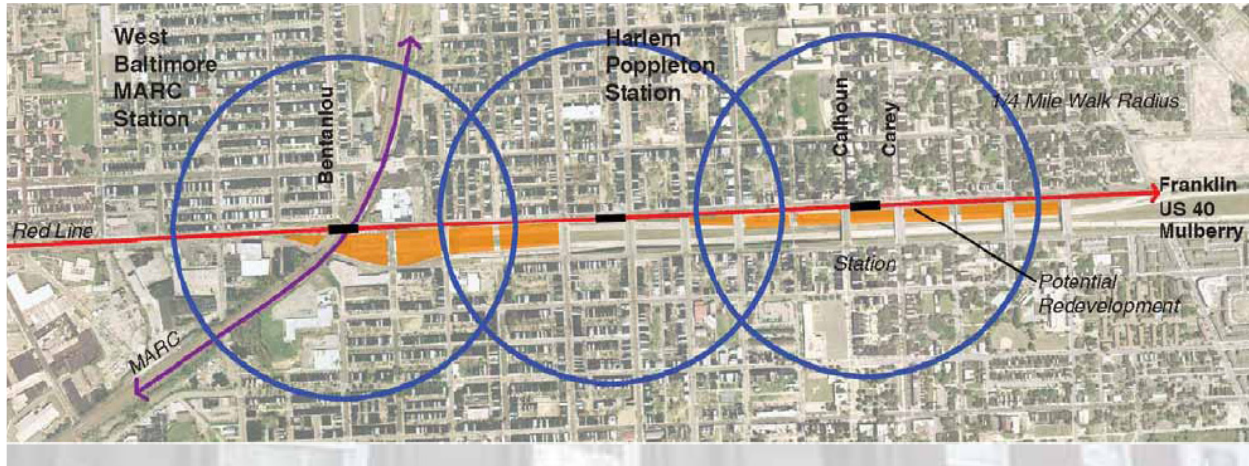 West
Baltimore
MARC
Station
Bentanlou
Harlem
Poppleton
Station
Calhoun
Carey
1/4 Mile Walk Radius
Franklin
US 40
Mulberry
Red Line
Station
Potential
Redevelopment
MARC